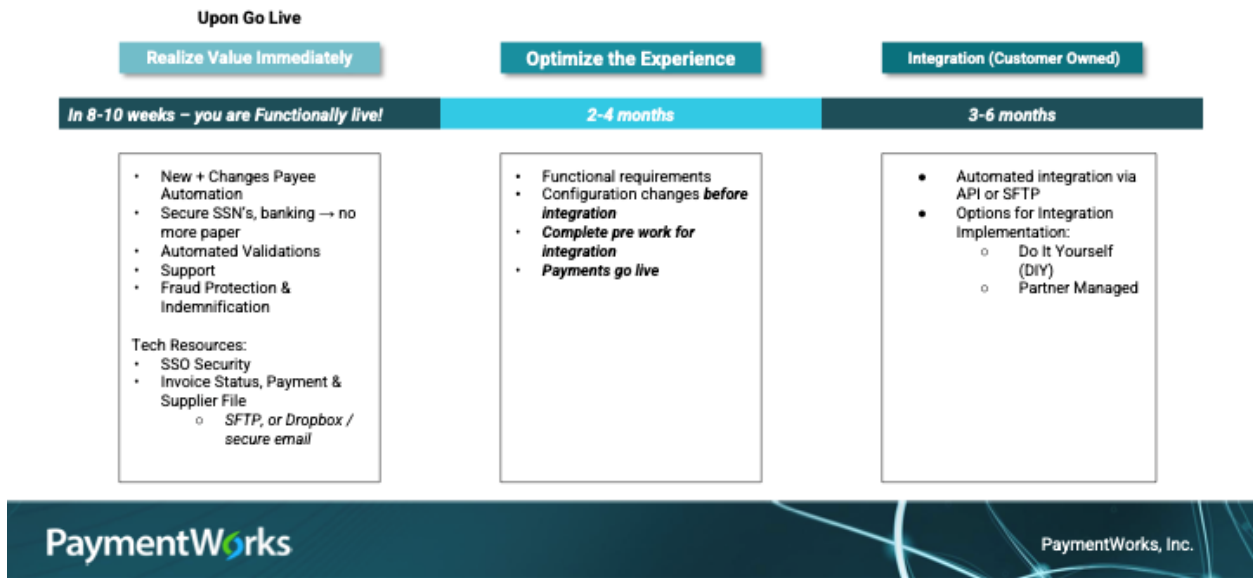 Upon Go Live
Realize Value Immediately
Optimize the Experience
Integration (Customer Owned)
In 8-10 weeks – you are Functionally live!
2-4 months
3-6 months
• New + Changes Payee
Automation
• Secure SSN's, banking → no
more paper
• Automated Validations
• Support
• Fraud Protection &
Indemnification
Tech Resources:
• SSO Security
• Invoice Status, Payment &
Supplier File
○ SFTP, or Dropbox /
secure email
• Functional requirements
• Configuration changes before
integration
• Complete pre work for
integration
• Payments go live
● Automated integration via
API or SFTP
● Options for Integration
Implementation:
○ Do It Yourself
(DIY)
○ Partner Managed
PaymentWorks
PaymentWorks, Inc.